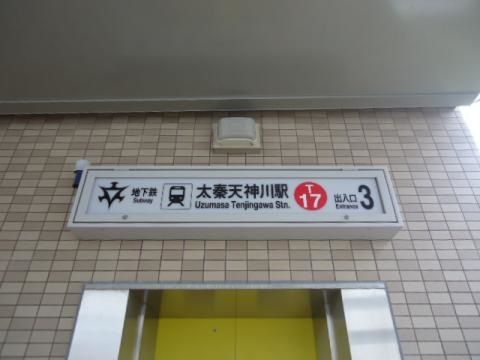 地下鉄
Subway
太秦天神川駅
Uzumasa Tenjingawa Stn.
T
17
出入口
Entrance
3